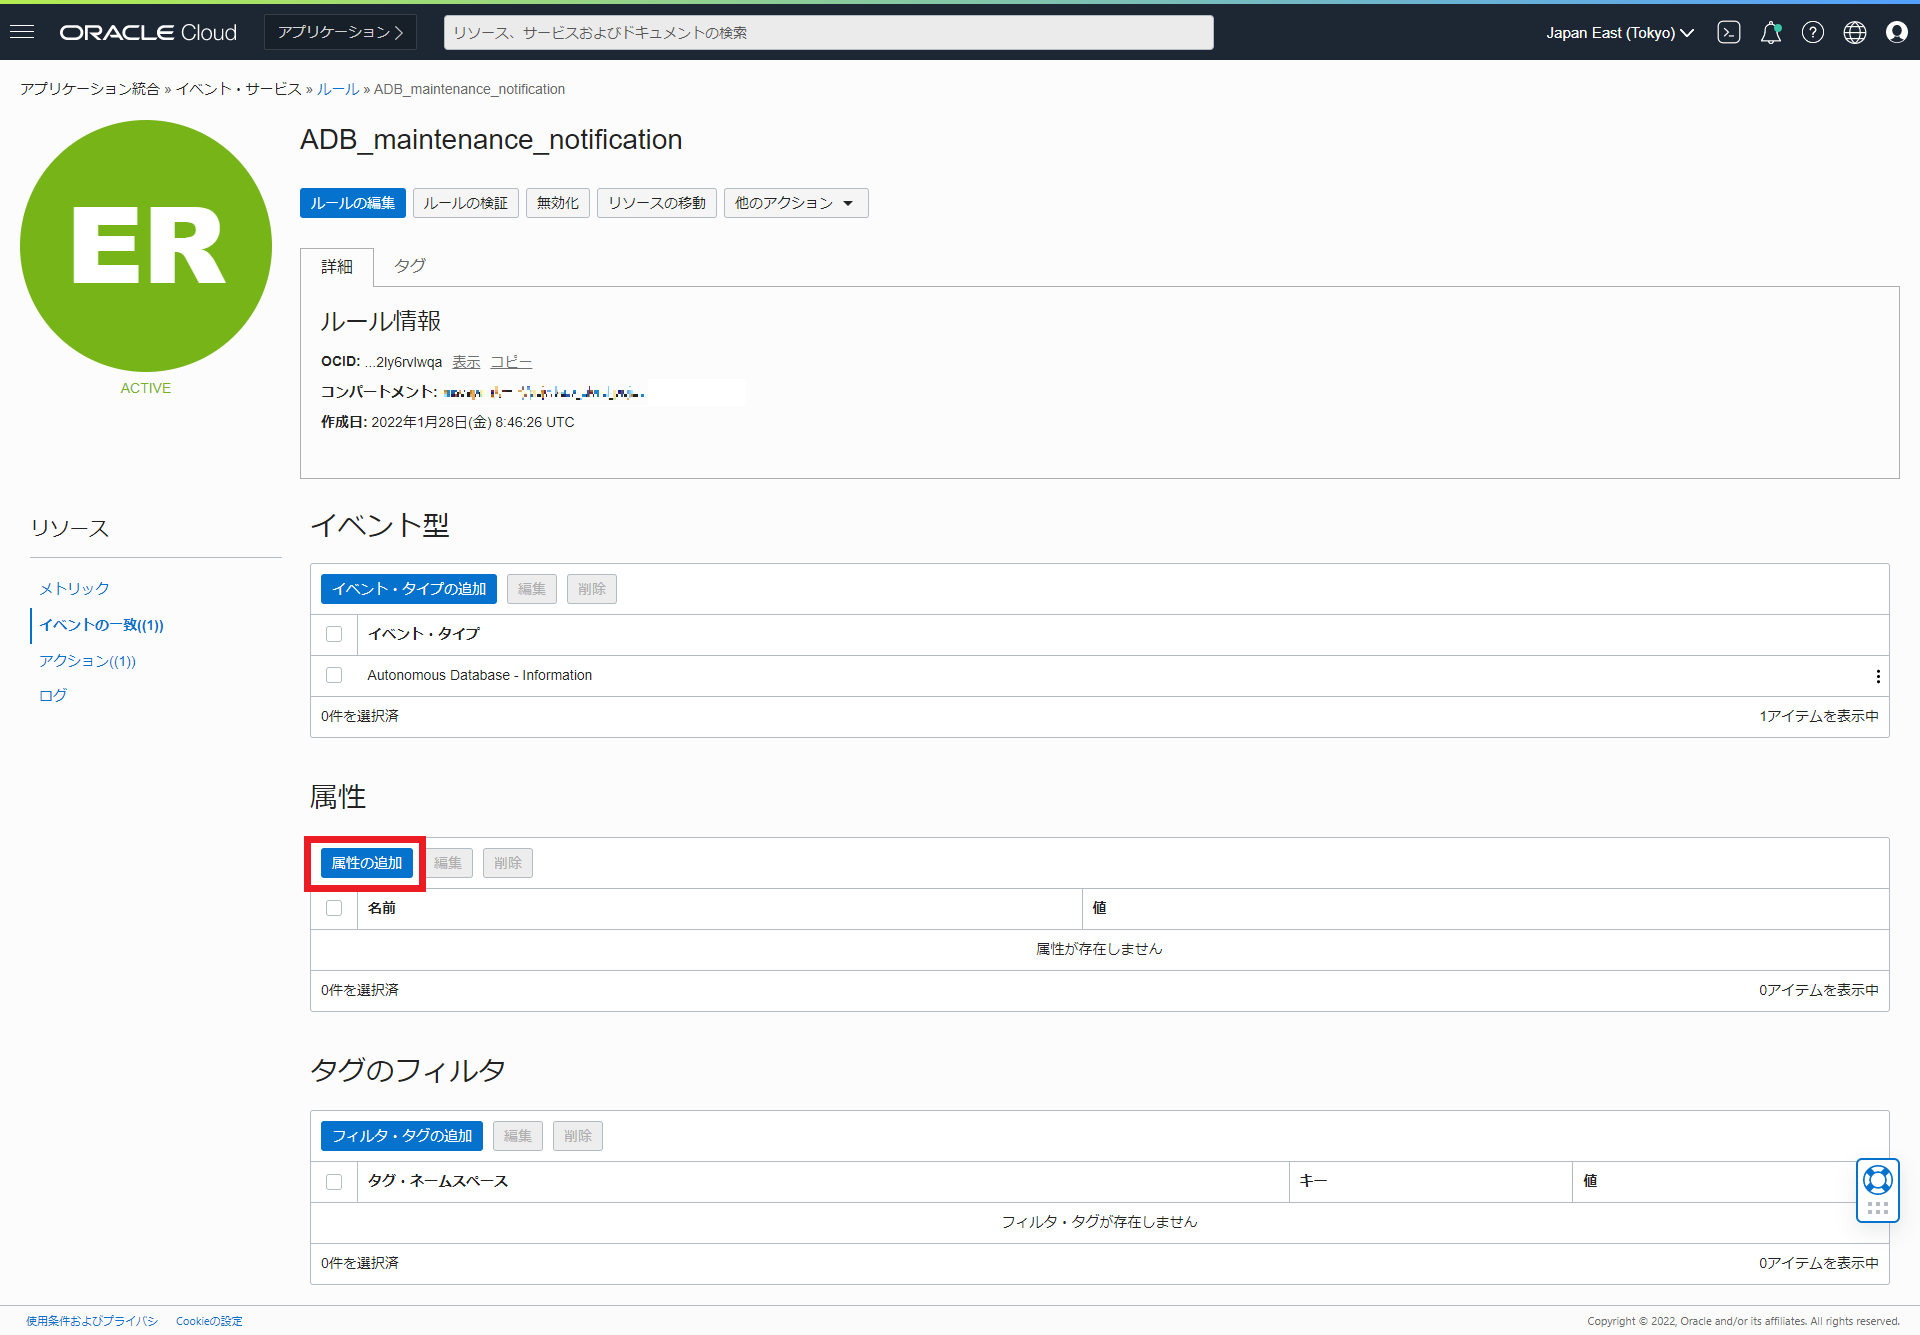 ORACLE Cloud
アプリケーション
リソース、サービスおよびドキュメントの検索
Japan East (Tokyo)
アプリケーション統合 » イベント・サービス » ルール » ADB_maintenance_notification
ER
ACTIVE
ADB_maintenance_notification
ルールの編集 ルールの検証 無効化 リソースの移動 他のアクション
詳細 タグ
ルール情報
OCID: ...2ly6rvlwqa 表示 コピー
コンパートメント:
作成日: 2022年1月28日(金) 8:46:26 UTC
リソース
メトリック
イベントの一致((1))
アクション((1))
ログ
イベント型
イベント・タイプの追加 編集 削除
イベント・タイプ
Autonomous Database - Information
0件を選択済 1アイテムを表示中
属性
属性の追加 編集 削除
名前 値
属性が存在しません
0件を選択済 0アイテムを表示中
タグのフィルタ
フィルタ・タグの追加 編集 削除
タグ・ネームスペース キー 値
フィルタ・タグが存在しません
0件を選択済 0アイテムを表示中
使用条件およびプライバシ Cookieの設定
Copyright © 2022, Oracle and/or its affiliates. All rights reserved.